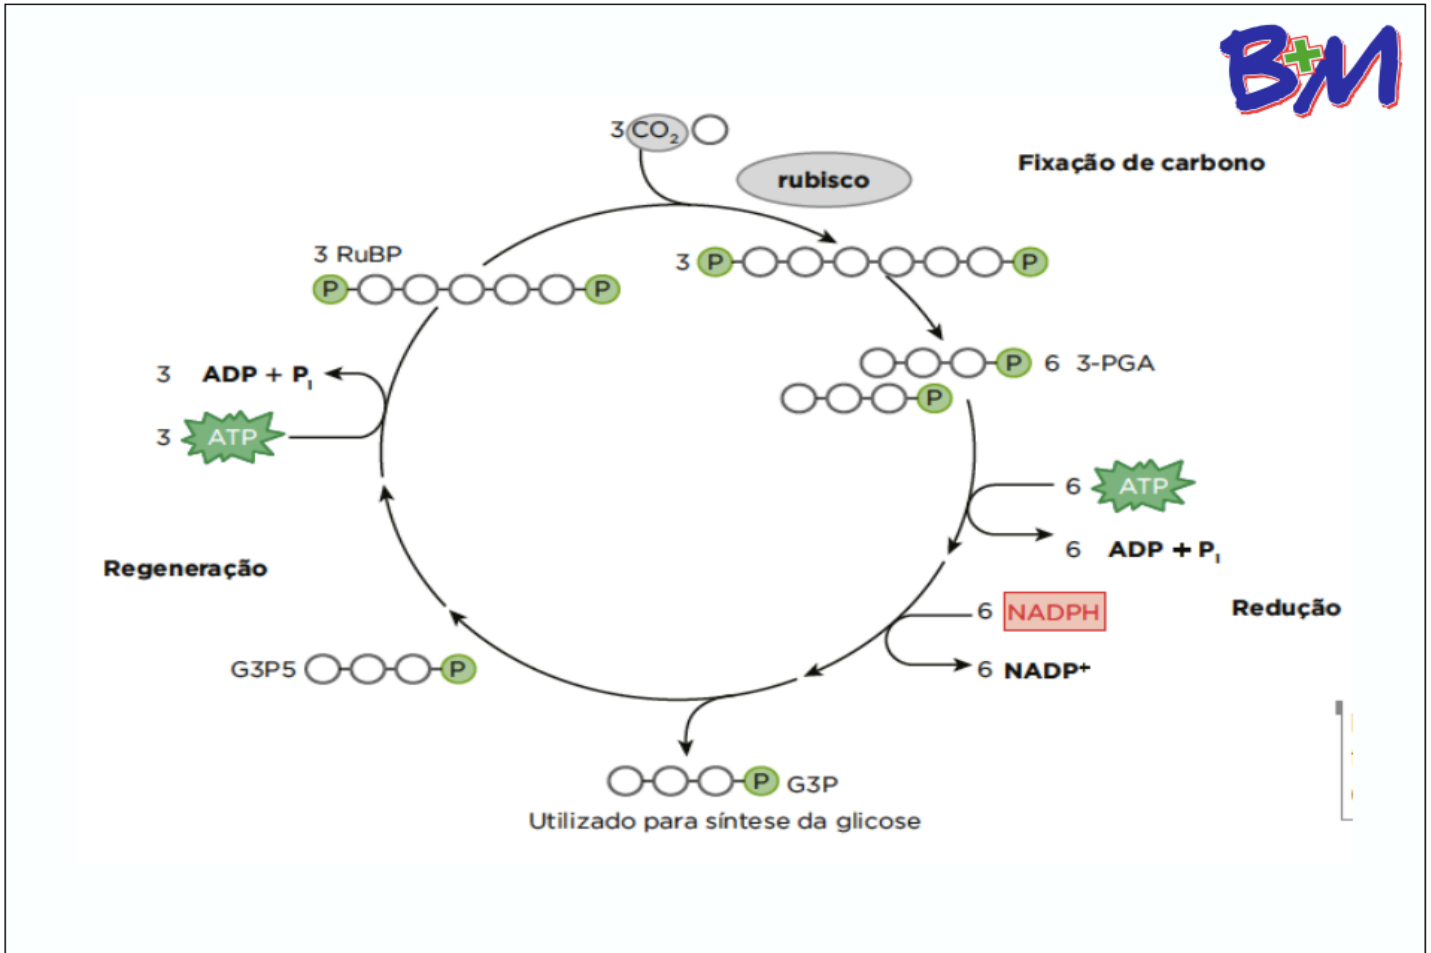 B+M
3 CO₂
Fixação de carbono
rubisco
3 RuBP
P P
3 P P
P 6 3-PGA
P
3 ADP + Pᵢ
3 ATP
6 ATP
6 ADP + Pᵢ
Regeneração
6 NADPH
Redução
6 NADP⁺
G3P5 P
P G3P
Utilizado para síntese da glicose